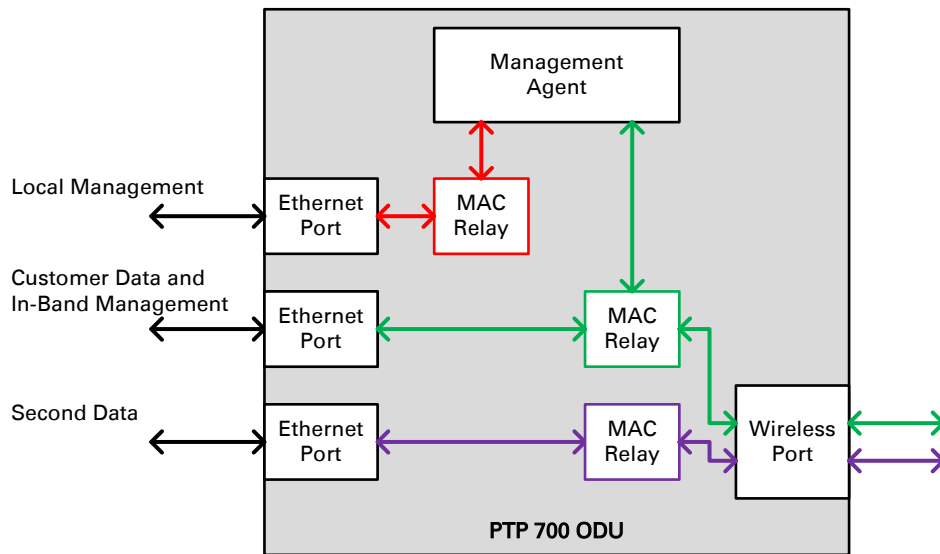 Management
Agent
Local Management
Ethernet
Port
MAC
Relay
Customer Data and
In-Band Management
Ethernet
Port
MAC
Relay
Second Data
Ethernet
Port
MAC
Relay
Wireless
Port
PTP 700 ODU